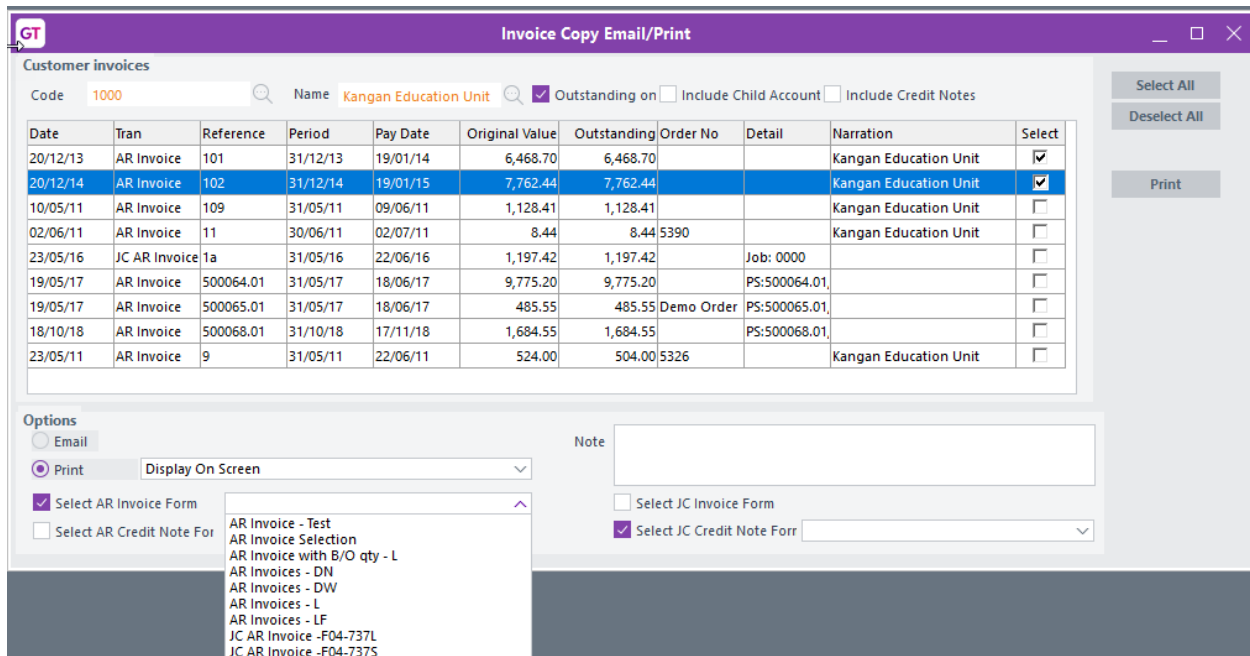 GT Invoice Copy Email/Print
Customer invoices
Code 1000 Name Kangan Education Unit Outstanding on Include Child Account Include Credit Notes
Select All
Deselect All
Date Tran Reference Period Pay Date Original Value Outstanding Order No Detail Narration Select
20/12/13 AR Invoice 101 31/12/13 19/01/14 6,468.70 6,468.70 Kangan Education Unit
20/12/14 AR Invoice 102 31/12/14 19/01/15 7,762.44 7,762.44 Kangan Education Unit
Print
10/05/11 AR Invoice 109 31/05/11 09/06/11 1,128.41 1,128.41 Kangan Education Unit
02/06/11 AR Invoice 11 30/06/11 02/07/11 8.44 8.44 5390 Kangan Education Unit
23/05/16 JC AR Invoice 1a 31/05/16 22/06/16 1,197.42 1,197.42 Job: 0000
19/05/17 AR Invoice 500064.01 31/05/17 18/06/17 9,775.20 9,775.20 PS:500064.01,
19/05/17 AR Invoice 500065.01 31/05/17 18/06/17 485.55 485.55 Demo Order PS:500065.01,
18/10/18 AR Invoice 500068.01 31/10/18 17/11/18 1,684.55 1,684.55 PS:500068.01,
23/05/11 AR Invoice 9 31/05/11 22/06/11 524.00 504.00 5326 Kangan Education Unit
Options
Email
Note
Print Display On Screen
Select AR Invoice Form
Select JC Invoice Form
Select AR Credit Note For
Select JC Credit Note Forr
AR Invoice - Test
AR Invoice Selection
AR Invoice with B/O qty - L
AR Invoices - DN
AR Invoices - DW
AR Invoices - L
AR Invoices - LF
JC AR Invoice -F04-737L
JC AR Invoice -F04-737S